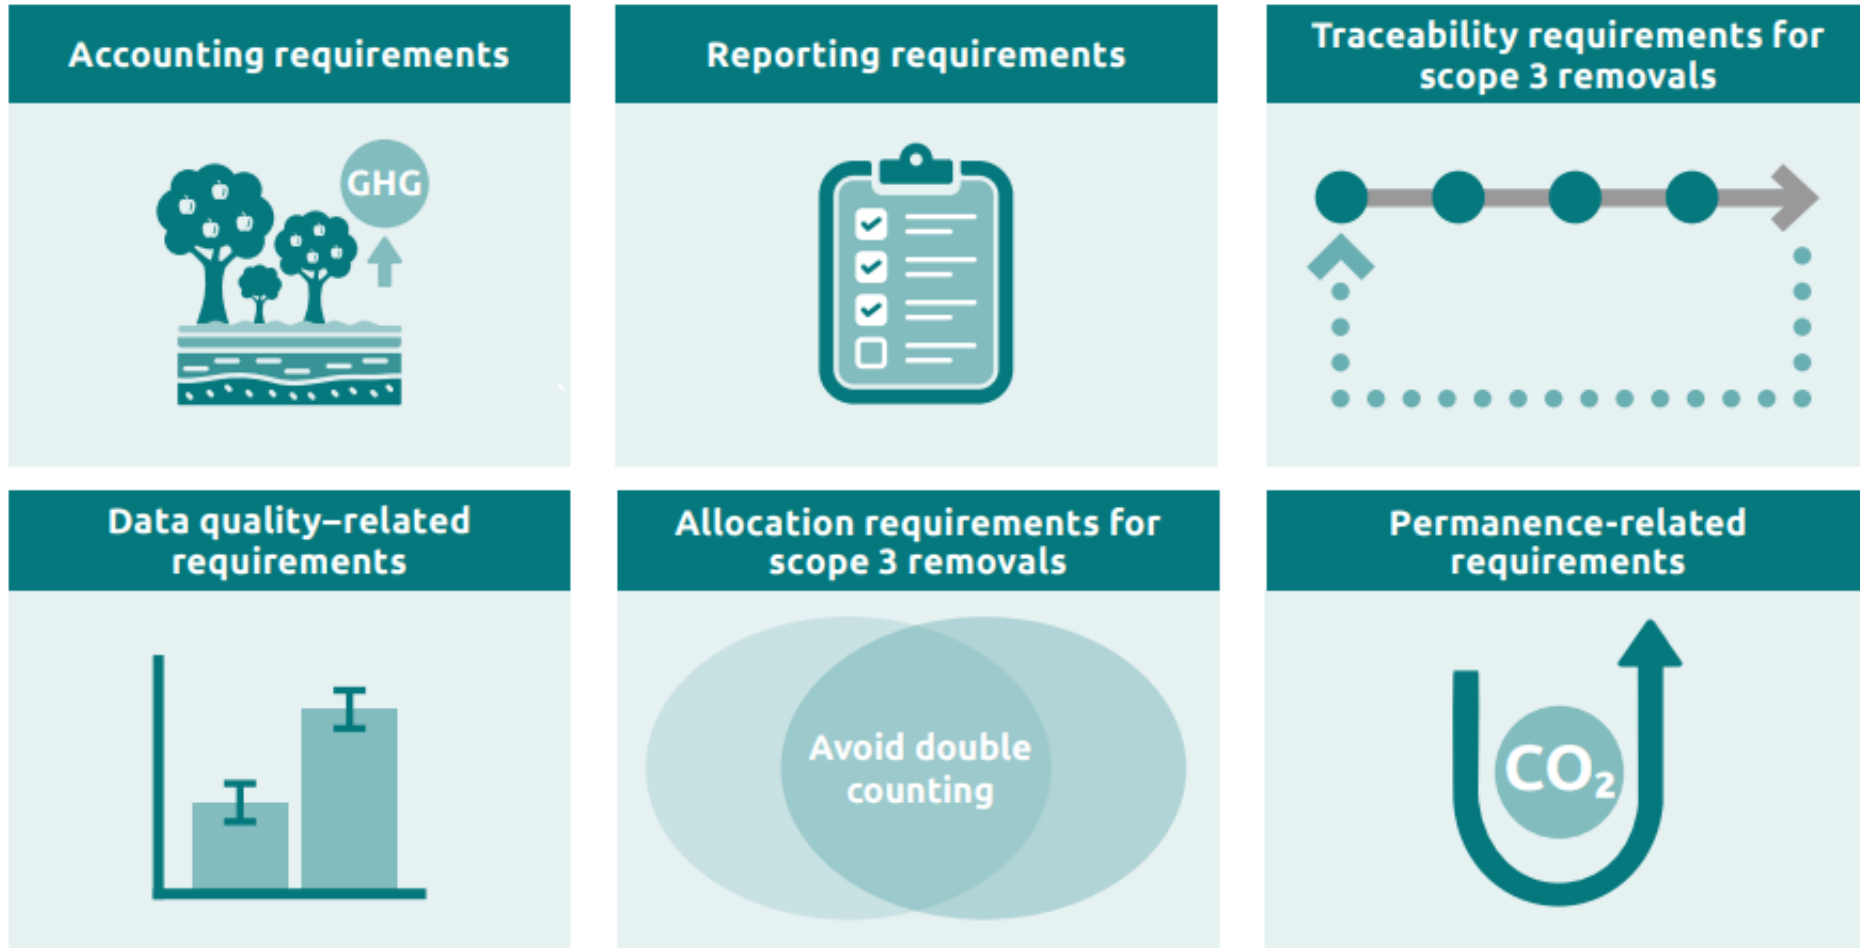 Accounting requirements
GHG
Reporting requirements
Traceability requirements for
scope 3 removals
Data quality–related
requirements
Allocation requirements for
scope 3 removals
Avoid double
counting
Permanence-related
requirements
CO₂